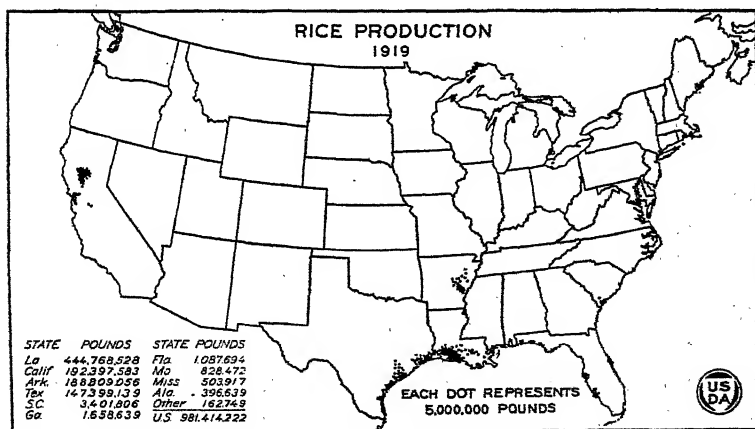 RICE PRODUCTION
1919
STATE POUNDS STATE POUNDS
La 444,768,528 Fla. 1,087,694
Calif 192,397,583 Mo 828,472
Ark. 188,809,056 Miss 503,917
Tex 147,399,139 Ala. 396,639
S.C. 3,401,806 Other 162,749
Ga. 1,658,639 U.S 981,414,222
EACH DOT REPRESENTS
5,000,000 POUNDS
US
DA